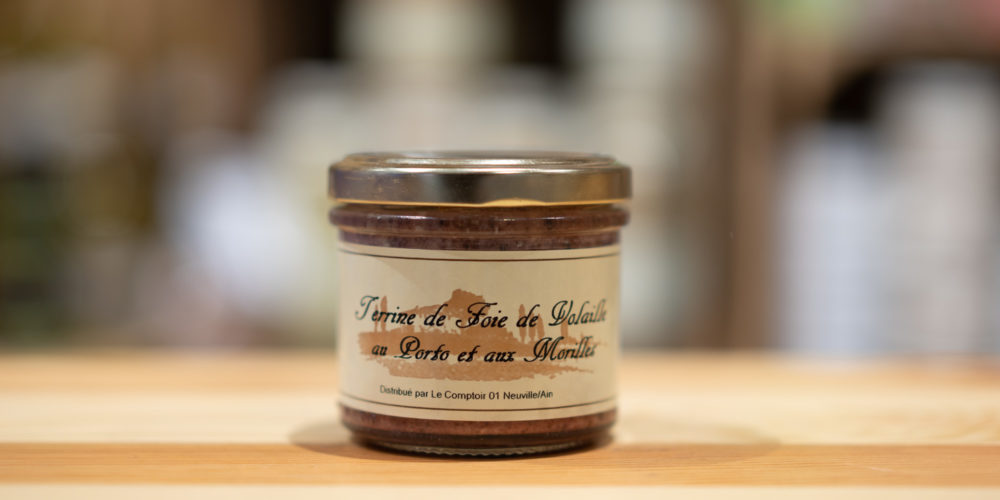 Terrine de Foie de Volaille
au Porto et aux Morilles
Distribué par Le Comptoir 01 Neuville/Ain